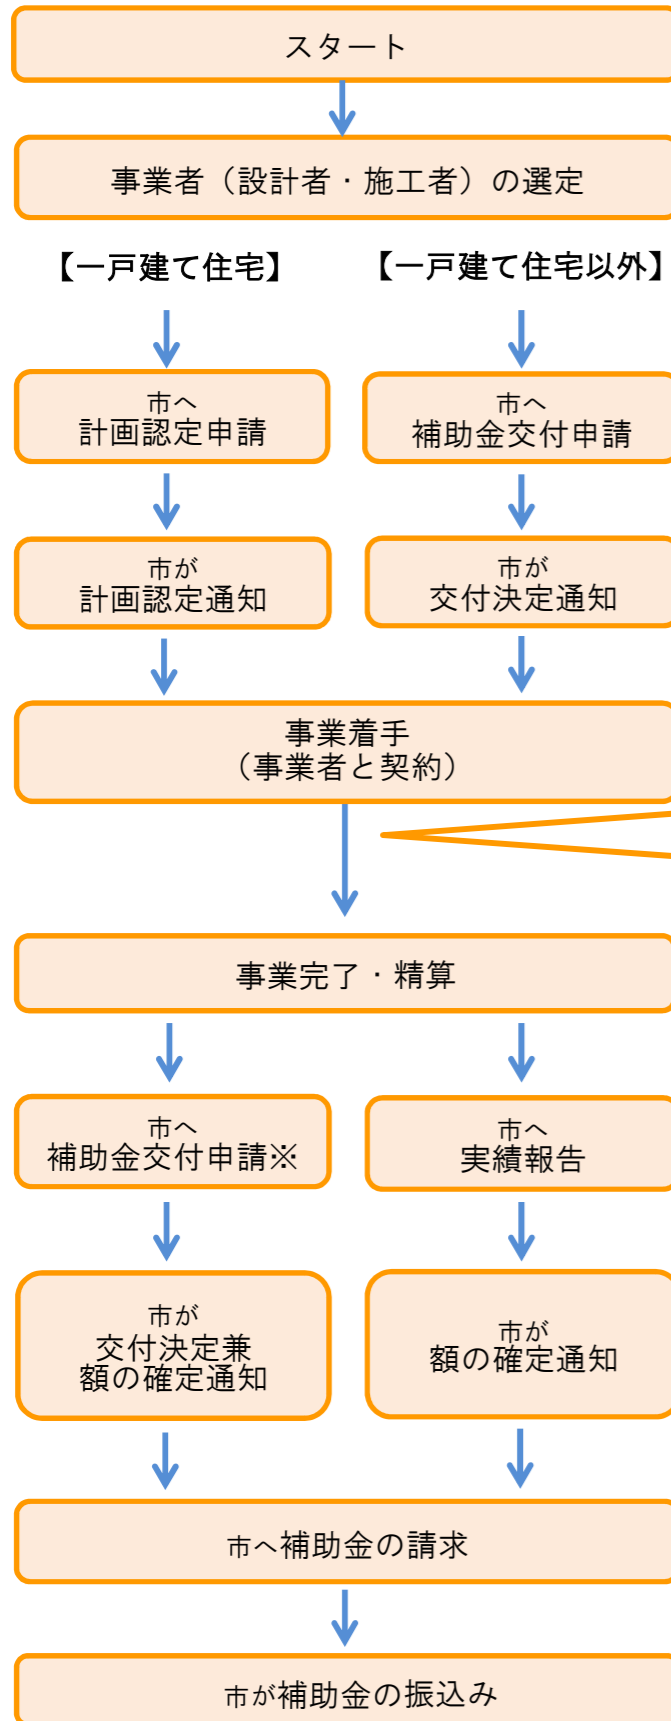 スタート
事業者（設計者・施工者）の選定
【一戸建て住宅】
【一戸建て住宅以外】
市へ
計画認定申請
市へ
補助金交付申請
市が
計画認定通知
市が
交付決定通知
事業着手
（事業者と契約）
事業完了・精算
市へ
補助金交付申請※
市へ
実績報告
市が
交付決定兼
額の確定通知
市が
額の確定通知
市へ補助金の請求
市が補助金の振込み